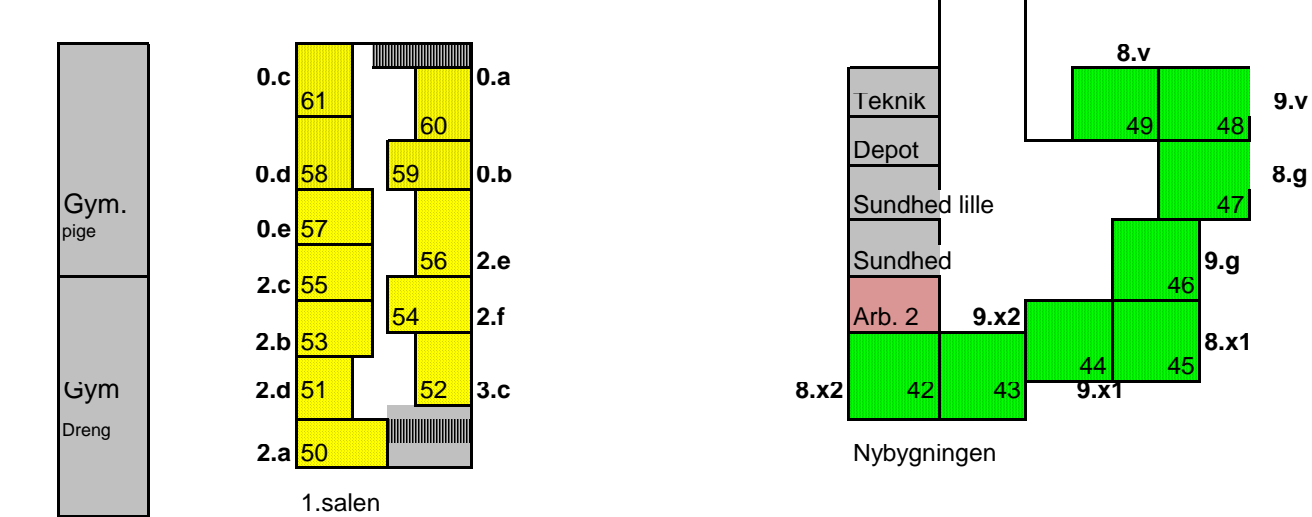 Gym.
pige
Gym
Dreng
0.c 61
0.a
60
0.d 58
59 0.b
0.e 57
56 2.e
2.c 55
54 2.f
2.b 53
2.d 51
52 3.c
2.a 50
1.salen
8.v
Teknik
49 48 9.v
Depot
8.g
Sundhed lille
47
Sundhed
9.g
46
Arb. 2
9.x2
8.x1
44 45
8.x2 42 43 9.x1
Nybygningen